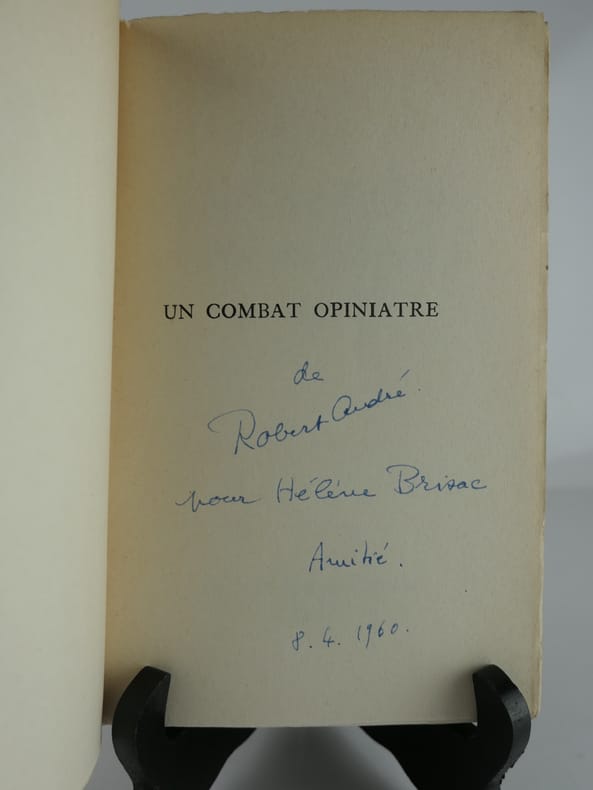 UN COMBAT OPINIATRE
de
Robert André.
pour Hélène Brisac
Amitié.
8.4.1960.